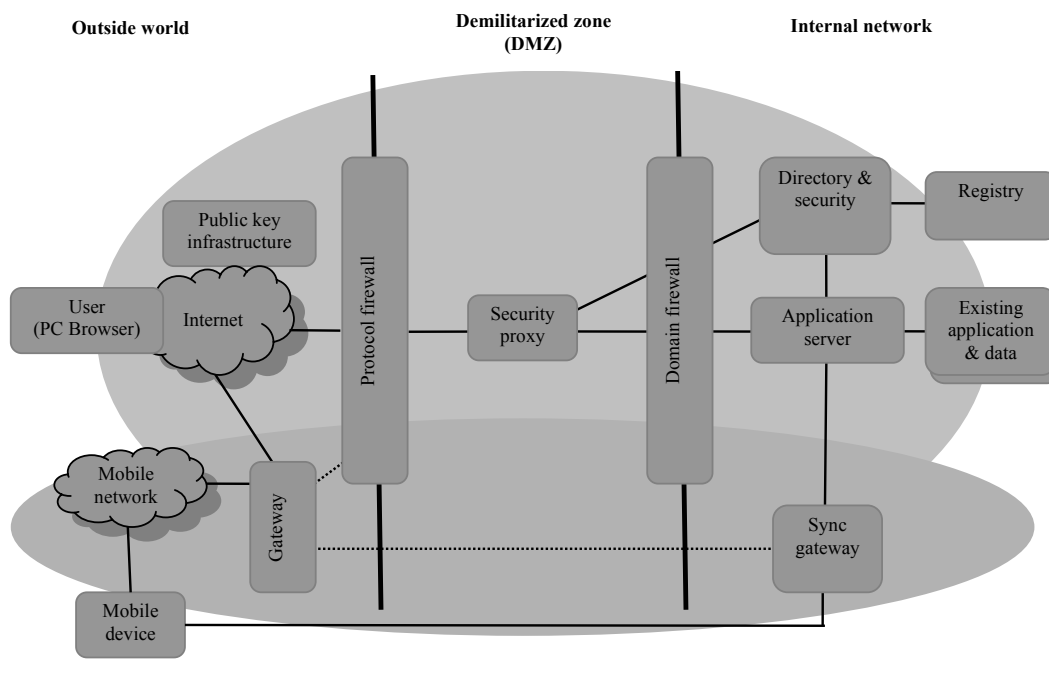 Outside world
Demilitarized zone
(DMZ)
Internal network
Public key
infrastructure
User
(PC Browser)
Internet
Protocol firewall
Security
proxy
Domain firewall
Directory &
security
Registry
Application
server
Existing
application
& data
Mobile
network
Gateway
Sync
gateway
Mobile
device